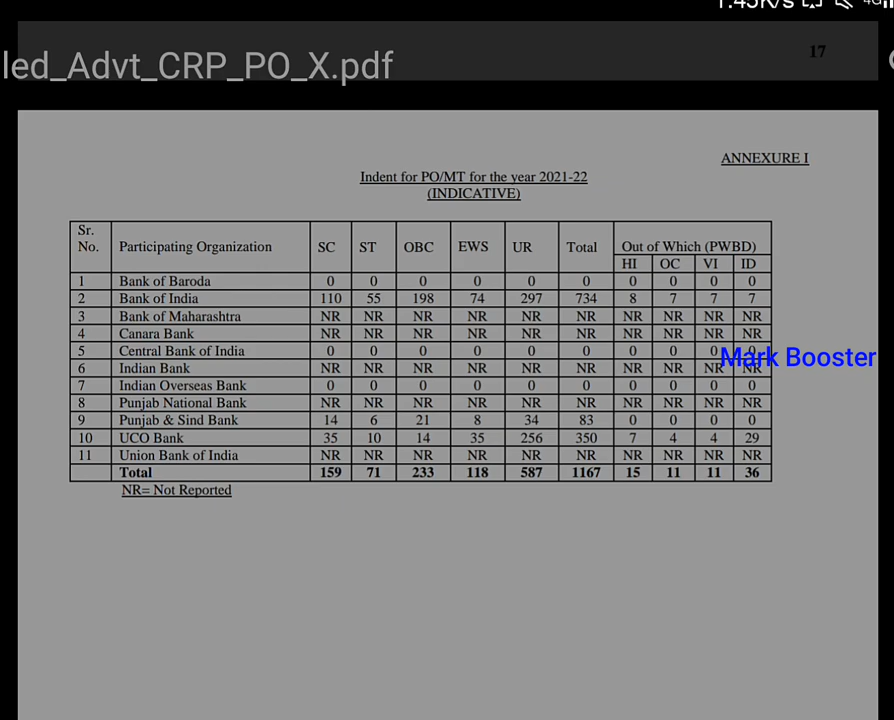 1.45K/s 4G
led_Advt_CRP_PO_X.pdf
17
ANNEXURE I
Indent for PO/MT for the year 2021-22
(INDICATIVE)
Sr. No. Participating Organization SC ST OBC EWS UR Total Out of Which (PWBD)
HI OC VI ID
1 Bank of Baroda 0 0 0 0 0 0 0 0 0 0
2 Bank of India 110 55 198 74 297 734 8 7 7 7
3 Bank of Maharashtra NR NR NR NR NR NR NR NR NR NR
4 Canara Bank NR NR NR NR NR NR NR NR NR NR
5 Central Bank of India 0 0 0 0 0 0 0 0 0 0
Mark Booster
6 Indian Bank NR NR NR NR NR NR NR NR NR NR
7 Indian Overseas Bank 0 0 0 0 0 0 0 0 0 0
8 Punjab National Bank NR NR NR NR NR NR NR NR NR NR
9 Punjab & Sind Bank 14 6 21 8 34 83 0 0 0 0
10 UCO Bank 35 10 14 35 256 350 7 4 4 29
11 Union Bank of India NR NR NR NR NR NR NR NR NR NR
Total 159 71 233 118 587 1167 15 11 11 36
NR= Not Reported